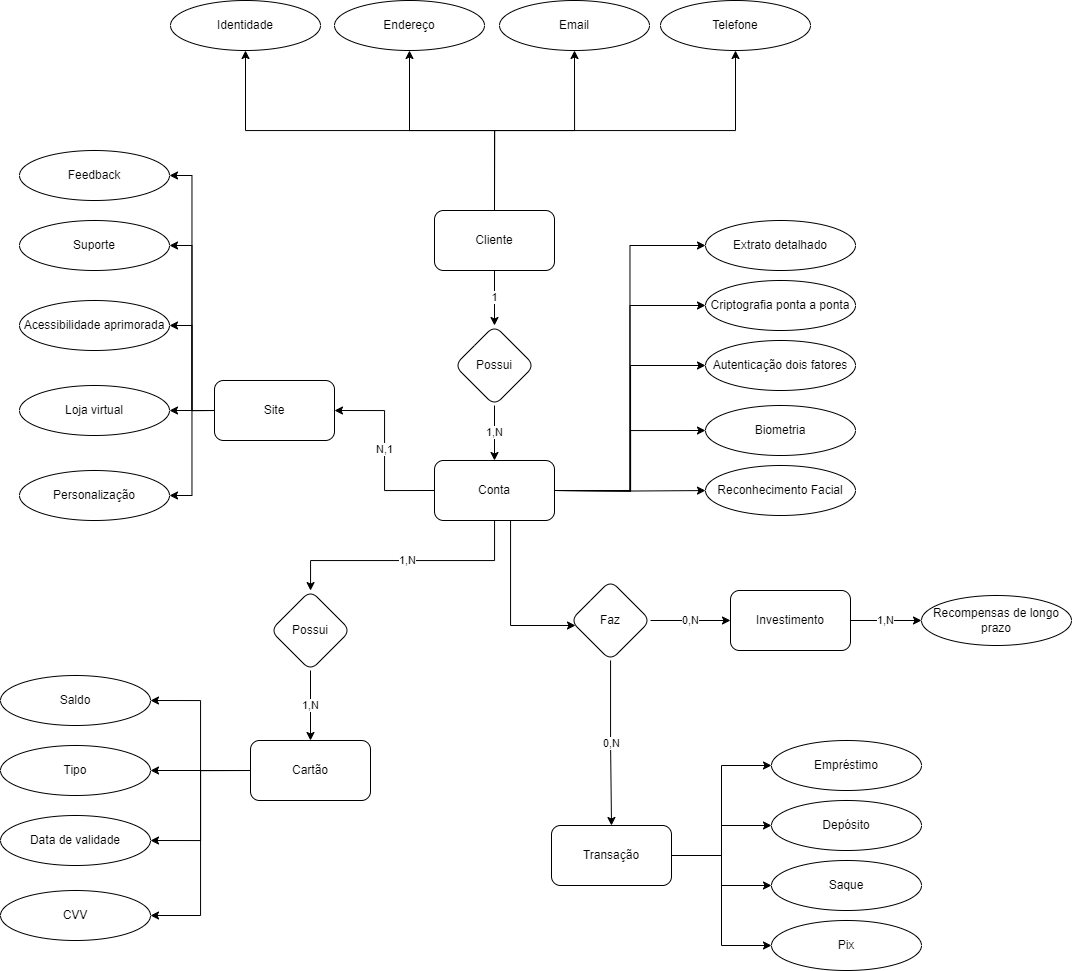 Identidade
Endereço
Email
Telefone
Feedback
Suporte
Acessibilidade aprimorada
Loja virtual
Personalização
Site
Cliente
1
Possui
1,N
N,1
Conta
Extrato detalhado
Criptografia ponta a ponta
Autenticação dois fatores
Biometria
Reconhecimento Facial
1,N
Possui
1,N
Cartão
Saldo
Tipo
Data de validade
CVV
Faz
0,N
Investimento
1,N
Recompensas de longo
prazo
0,N
Transação
Empréstimo
Depósito
Saque
Pix